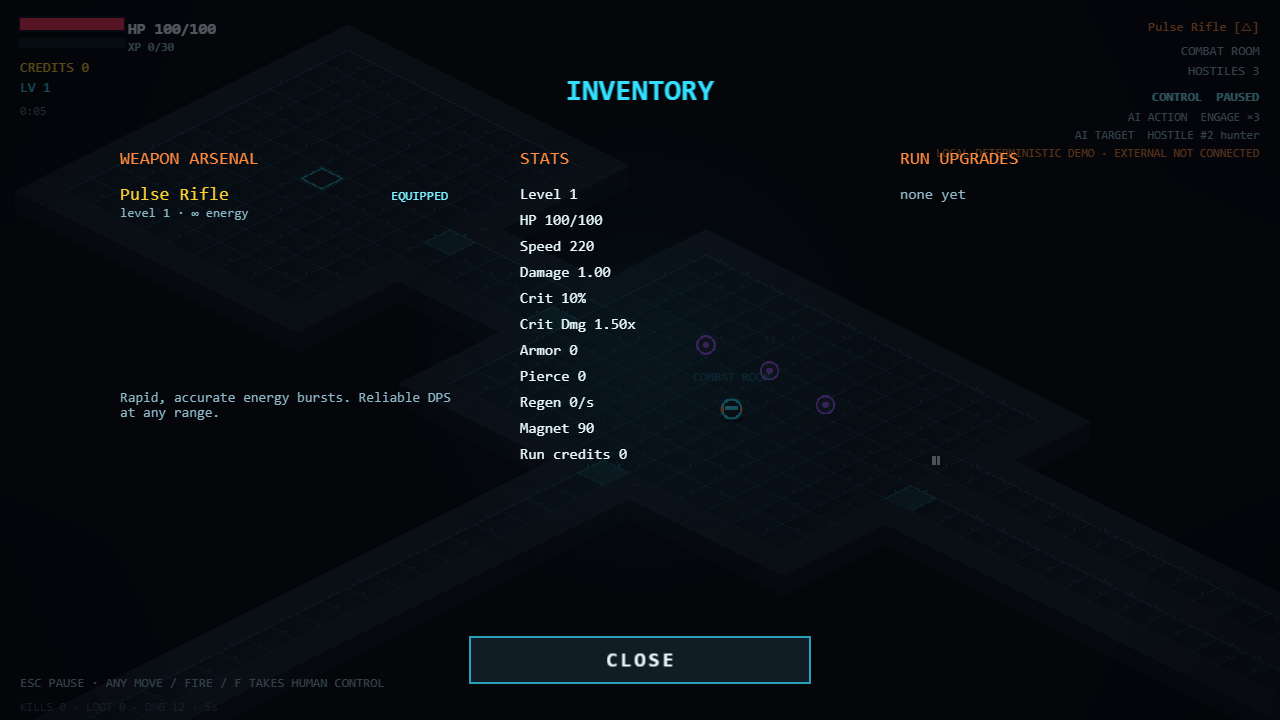 HP 100/100
XP 0/30
CREDITS 0
LV 1
0:05
Pulse Rifle [△]
COMBAT ROOM
HOSTILES 3
CONTROL PAUSED
AI ACTION ENGAGE ×3
AI TARGET HOSTILE #2 hunter
LOCAL DETERMINISTIC DEMO · EXTERNAL NOT CONNECTED
INVENTORY
WEAPON ARSENAL
Pulse Rifle
EQUIPPED
level 1 · ∞ energy
Rapid, accurate energy bursts. Reliable DPS
at any range.
STATS
Level 1
HP 100/100
Speed 220
Damage 1.00
Crit 10%
Crit Dmg 1.50x
Armor 0
Pierce 0
Regen 0/s
Magnet 90
Run credits 0
RUN UPGRADES
none yet
12
COMBAT ROOM
CLOSE
ESC PAUSE · ANY MOVE / FIRE / F TAKES HUMAN CONTROL
KILLS 0 · LOOT 0 · DMG 12 · 5s